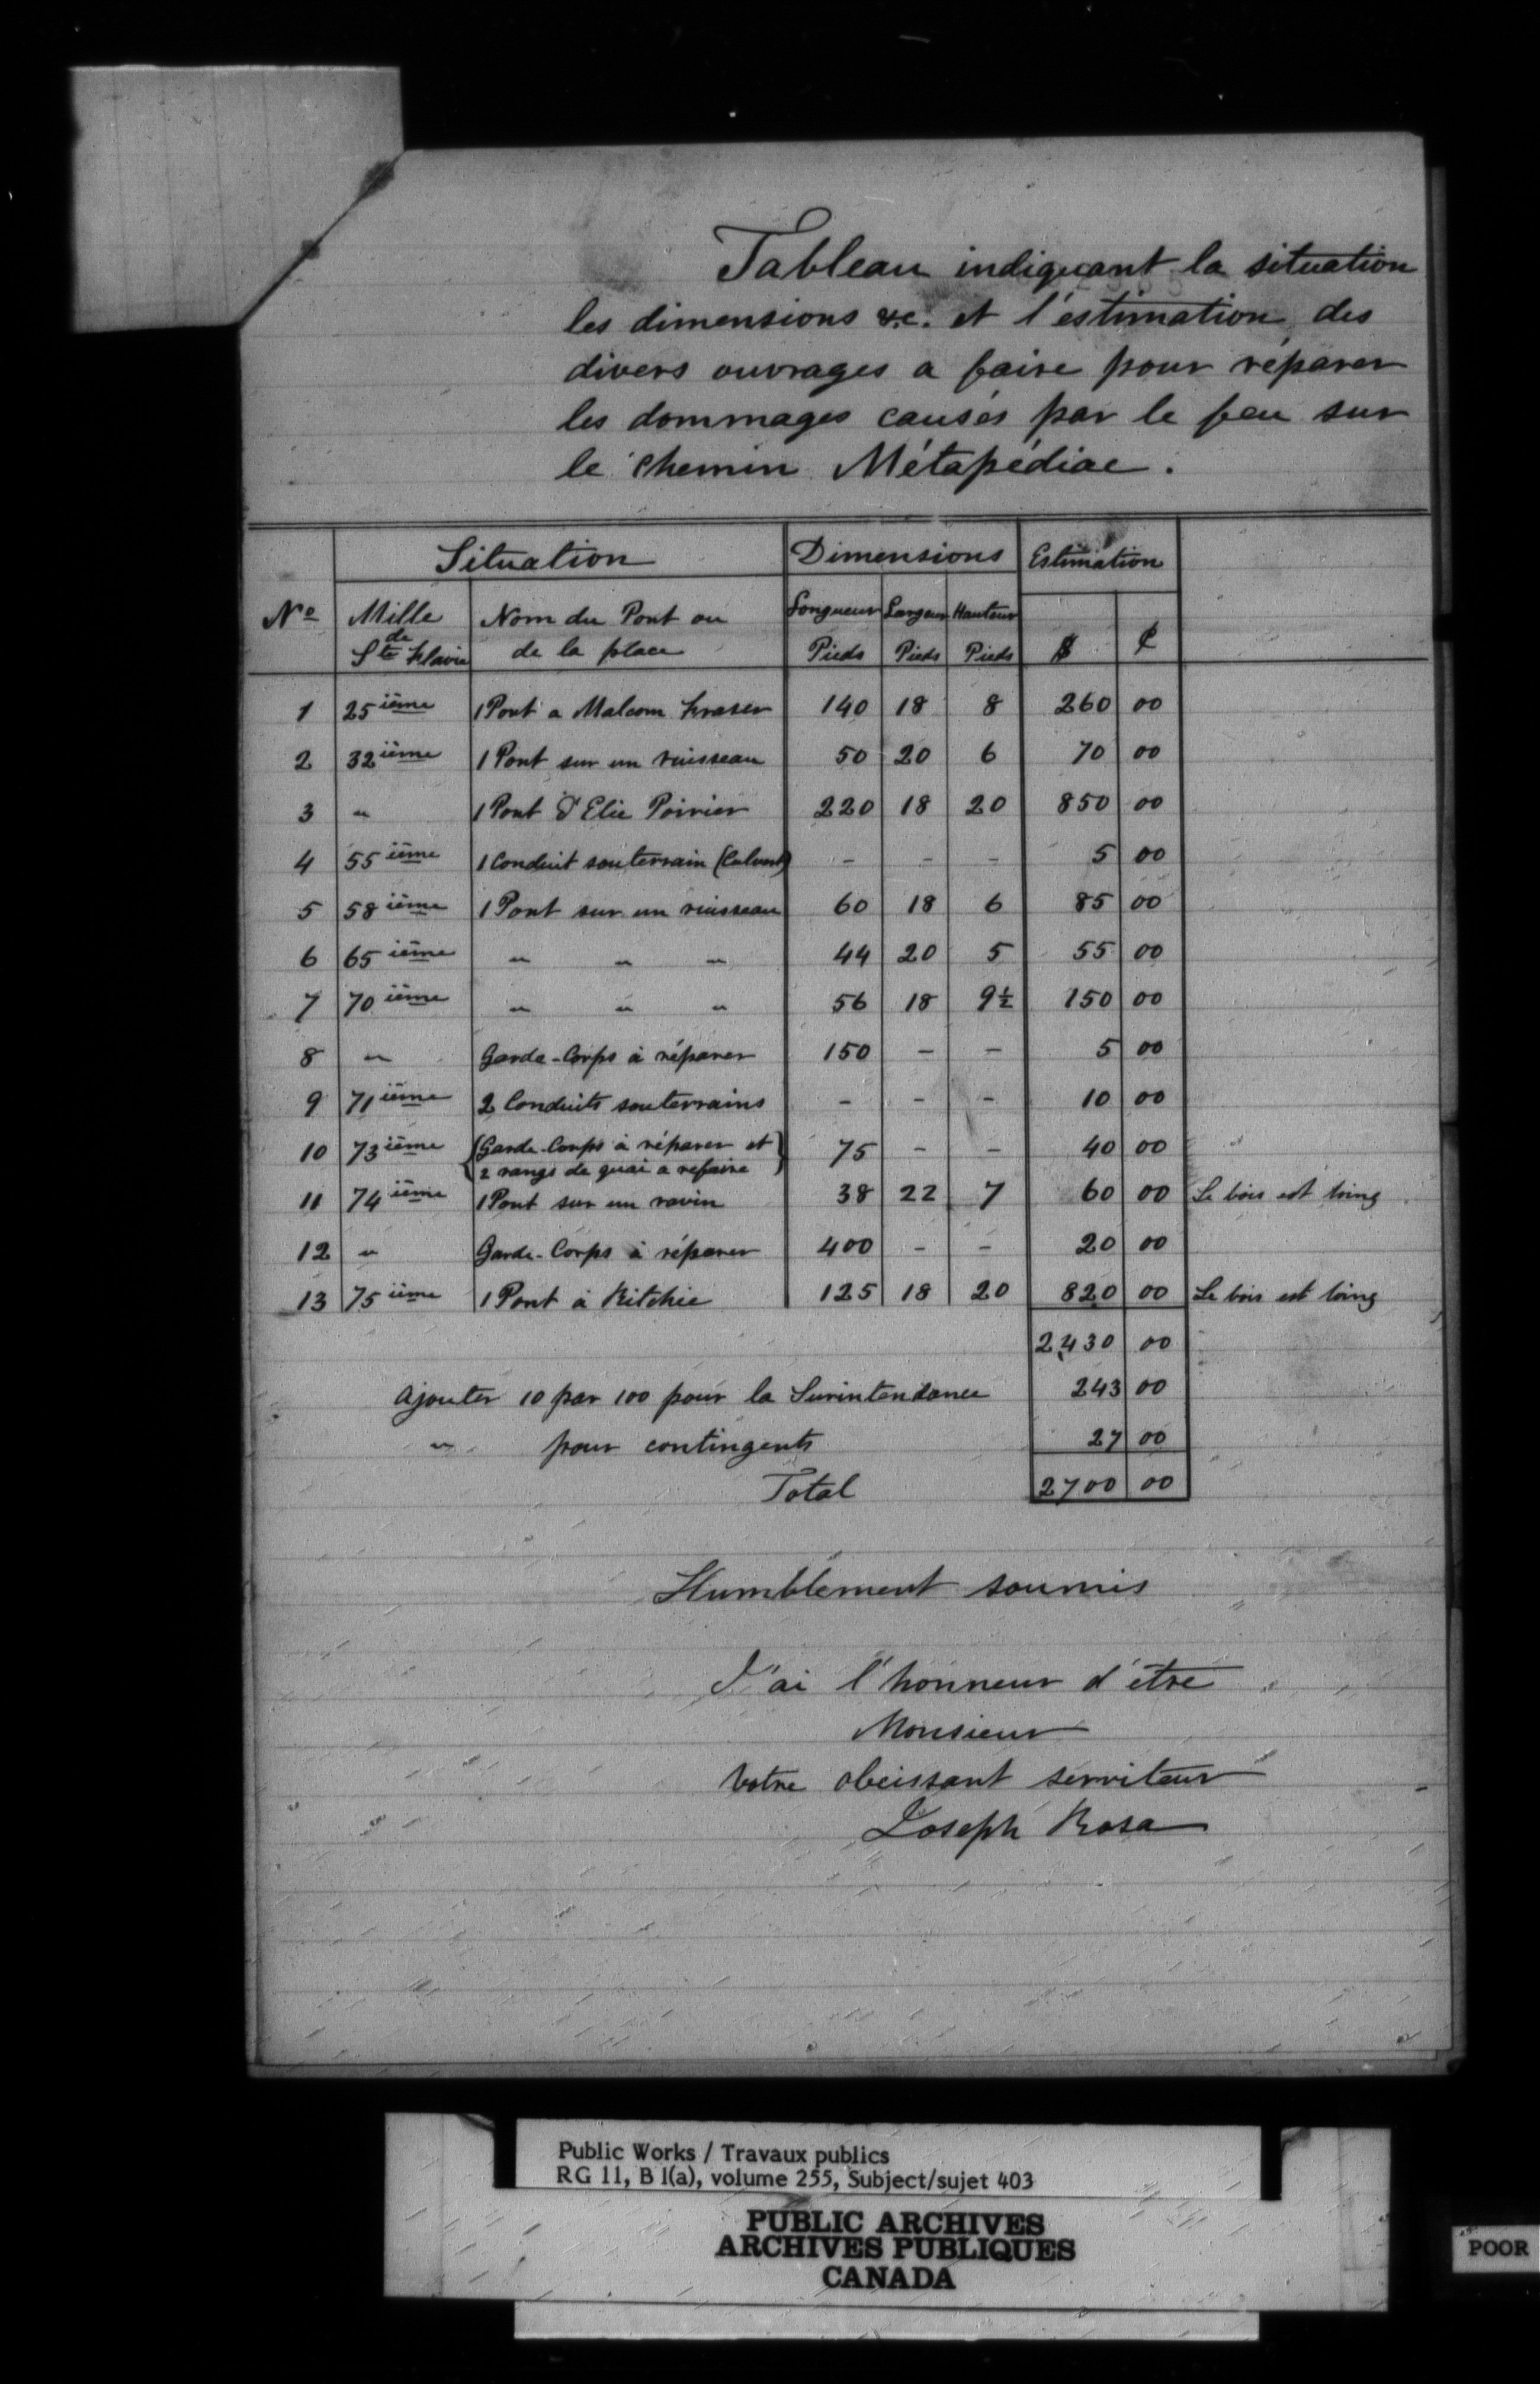 Tableau indiquant la situation
les dimensions &c. et l'estimation des
divers ouvrages a faire pour réparer
les dommages causés par le feu sur
le chemin Métapédiac.
Situation Dimensions Estimation
No Mille Nom du Pont ou Longueur Largeur Hauteur
de
Ste Flavie de la place Pieds Pieds Pieds $ ¢
1 25ième 1 Pont a Malcom Fraser 140 18 8 260 00
2 32ième 1 Pont sur un ruisseau 50 20 6 70 00
3 " 1 Pont d'Elie Poirier 220 18 20 850 00
4 55ième 1 Conduit souterrain (Culvert) - - - 5 00
5 58ième 1 Pont sur un ruisseau 60 18 6 85 00
6 65ième " " " 44 20 5 55 00
7 70ième " " " 56 18 9½ 150 00
8 " Garde-Corps à réparer 150 - - 5 00
9 71ième 2 Conduits souterrains - - - 10 00
10 73ième {Garde-Corps à réparer et } 75 - - 40 00
2 rangs de quai a refaire
11 74ième 1 Pont sur un ravin 38 22 7 60 00 Le bois est loing
12 " Garde-Corps à réparer 400 - - 20 00
13 75ième 1 Pont à Ritchie 125 18 20 820 00 Le bois est loing
2,430 00
Ajouter 10 par 100 pour la Surintendance 243 00
" pour contingents 27 00
Total 2700 00
Humblement soumis
J'ai l'honneur d'être
Monsieur
Votre obeissant serviteur
Joseph Rosa
Public Works / Travaux publics
RG 11, B 1(a), volume 255, Subject/sujet 403
PUBLIC ARCHIVES
ARCHIVES PUBLIQUES
CANADA
POOR